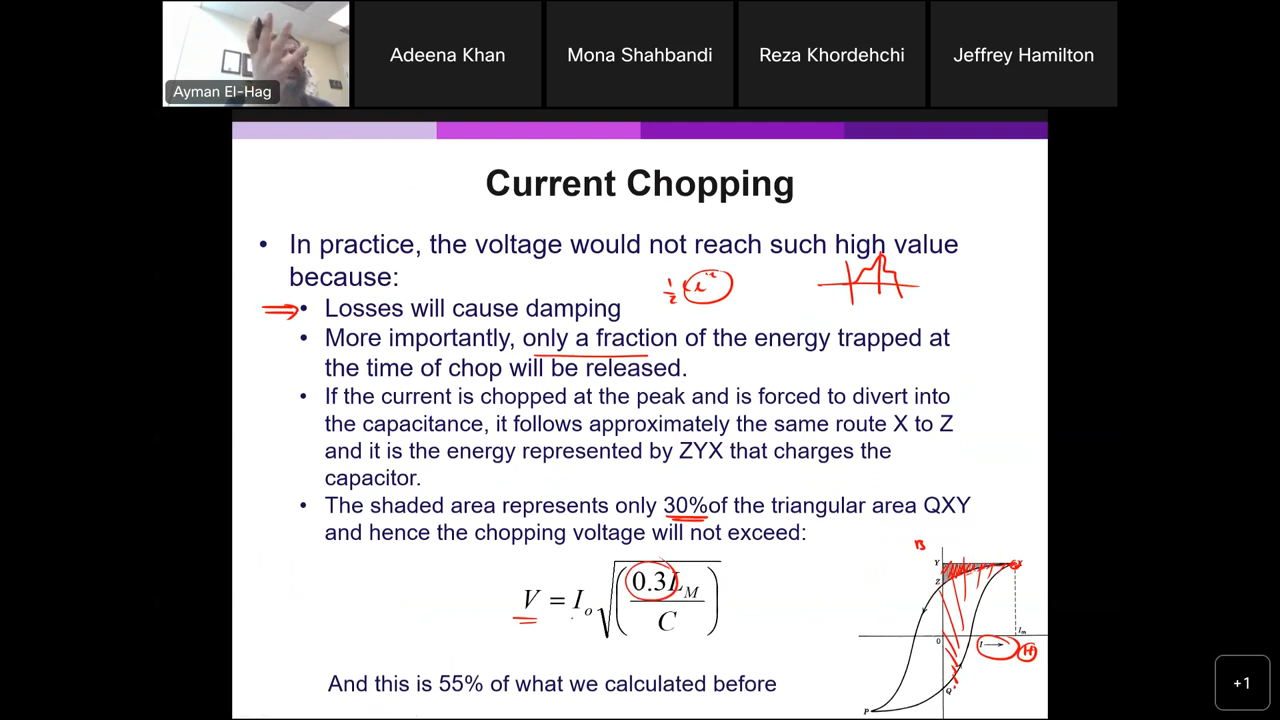 Ayman El-Hag
Adeena Khan
Mona Shahbandi
Reza Khordehchi
Jeffrey Hamilton
Current Chopping
• In practice, the voltage would not reach such high value
because:
• Losses will cause damping
• More importantly, only a fraction of the energy trapped at
the time of chop will be released.
• If the current is chopped at the peak and is forced to divert into
the capacitance, it follows approximately the same route X to Z
and it is the energy represented by ZYX that charges the
capacitor.
• The shaded area represents only 30%of the triangular area QXY
and hence the chopping voltage will not exceed:
V = I₀ √(0.3L_M / C)
And this is 55% of what we calculated before
B
Y
X
Z
0
I →
I_m
H
Q
P
+1